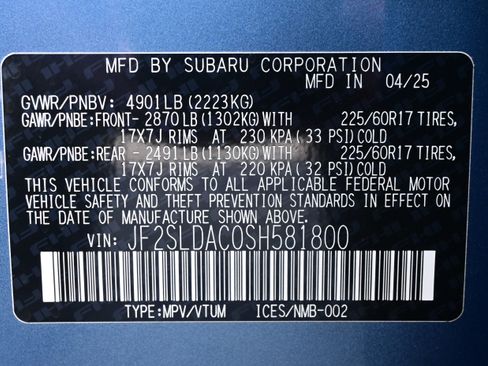 MFD BY SUBARU CORPORATION
MFD IN 04/25
GVWR/PNBV: 4901LB(2223KG)
GAWR/PNBE:FRONT- 2870LB(1302KG)WITH 225/60R17 TIRES,
17X7J RIMS AT 230 KPA(33 PSI)COLD
GAWR/PNBE:REAR - 2491LB(1130KG)WITH 225/60R17 TIRES,
17X7J RIMS AT 220 KPA(32 PSI)COLD
THIS VEHICLE CONFORMS TO ALL APPLICABLE FEDERAL MOTOR
VEHICLE SAFETY AND THEFT PREVENTION STANDARDS IN EFFECT
ON THE DATE OF MANUFACTURE SHOWN ABOVE.
VIN: JF2SLDAC0SH581800
TYPE:MPV/VTUM ICES/NMB-002